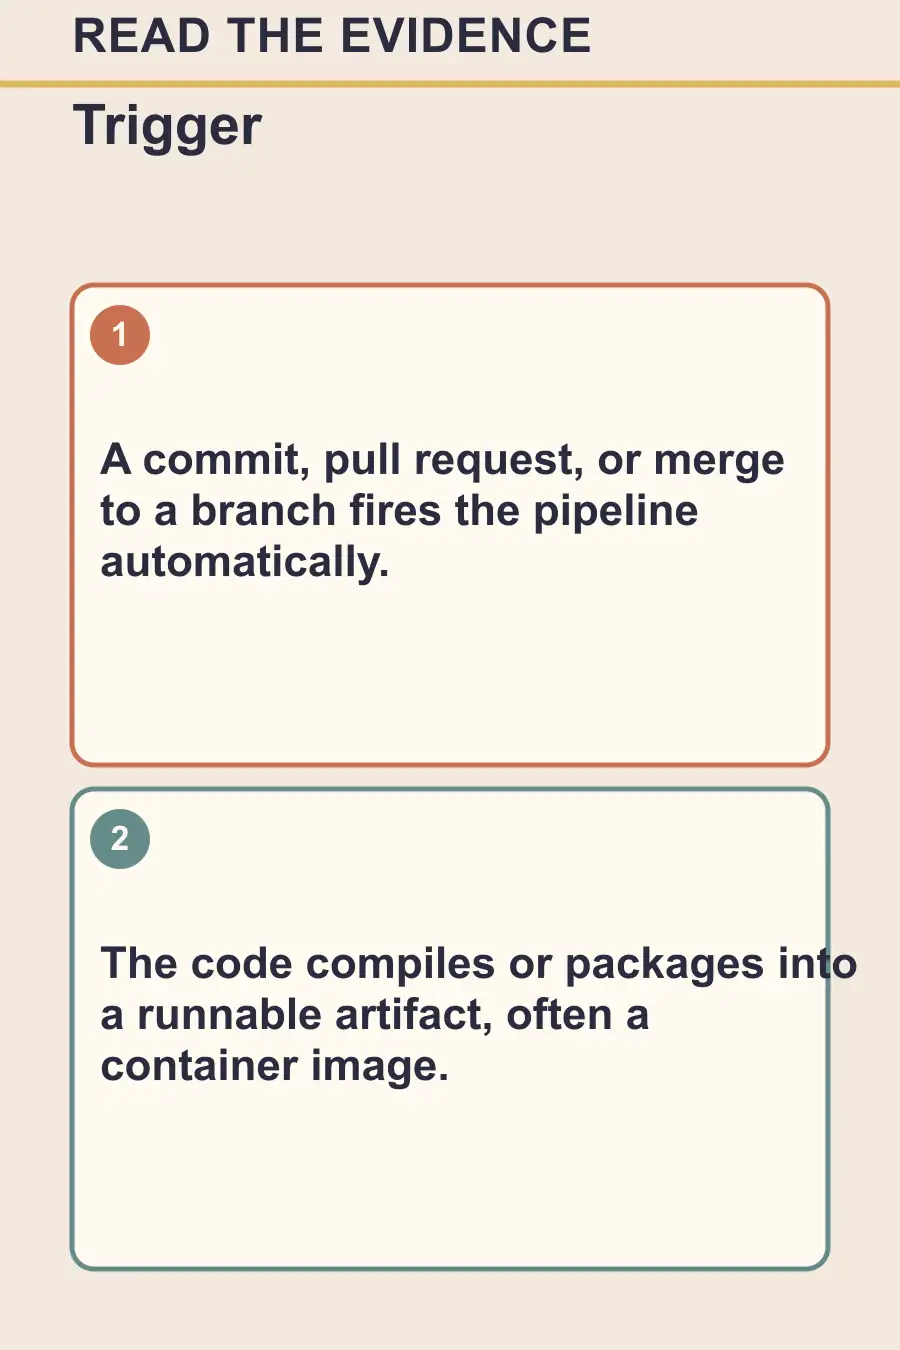 READ THE EVIDENCE
Trigger
1
A commit, pull request, or merge
to a branch fires the pipeline
automatically.
2
The code compiles or packages into
a runnable artifact, often a
container image.